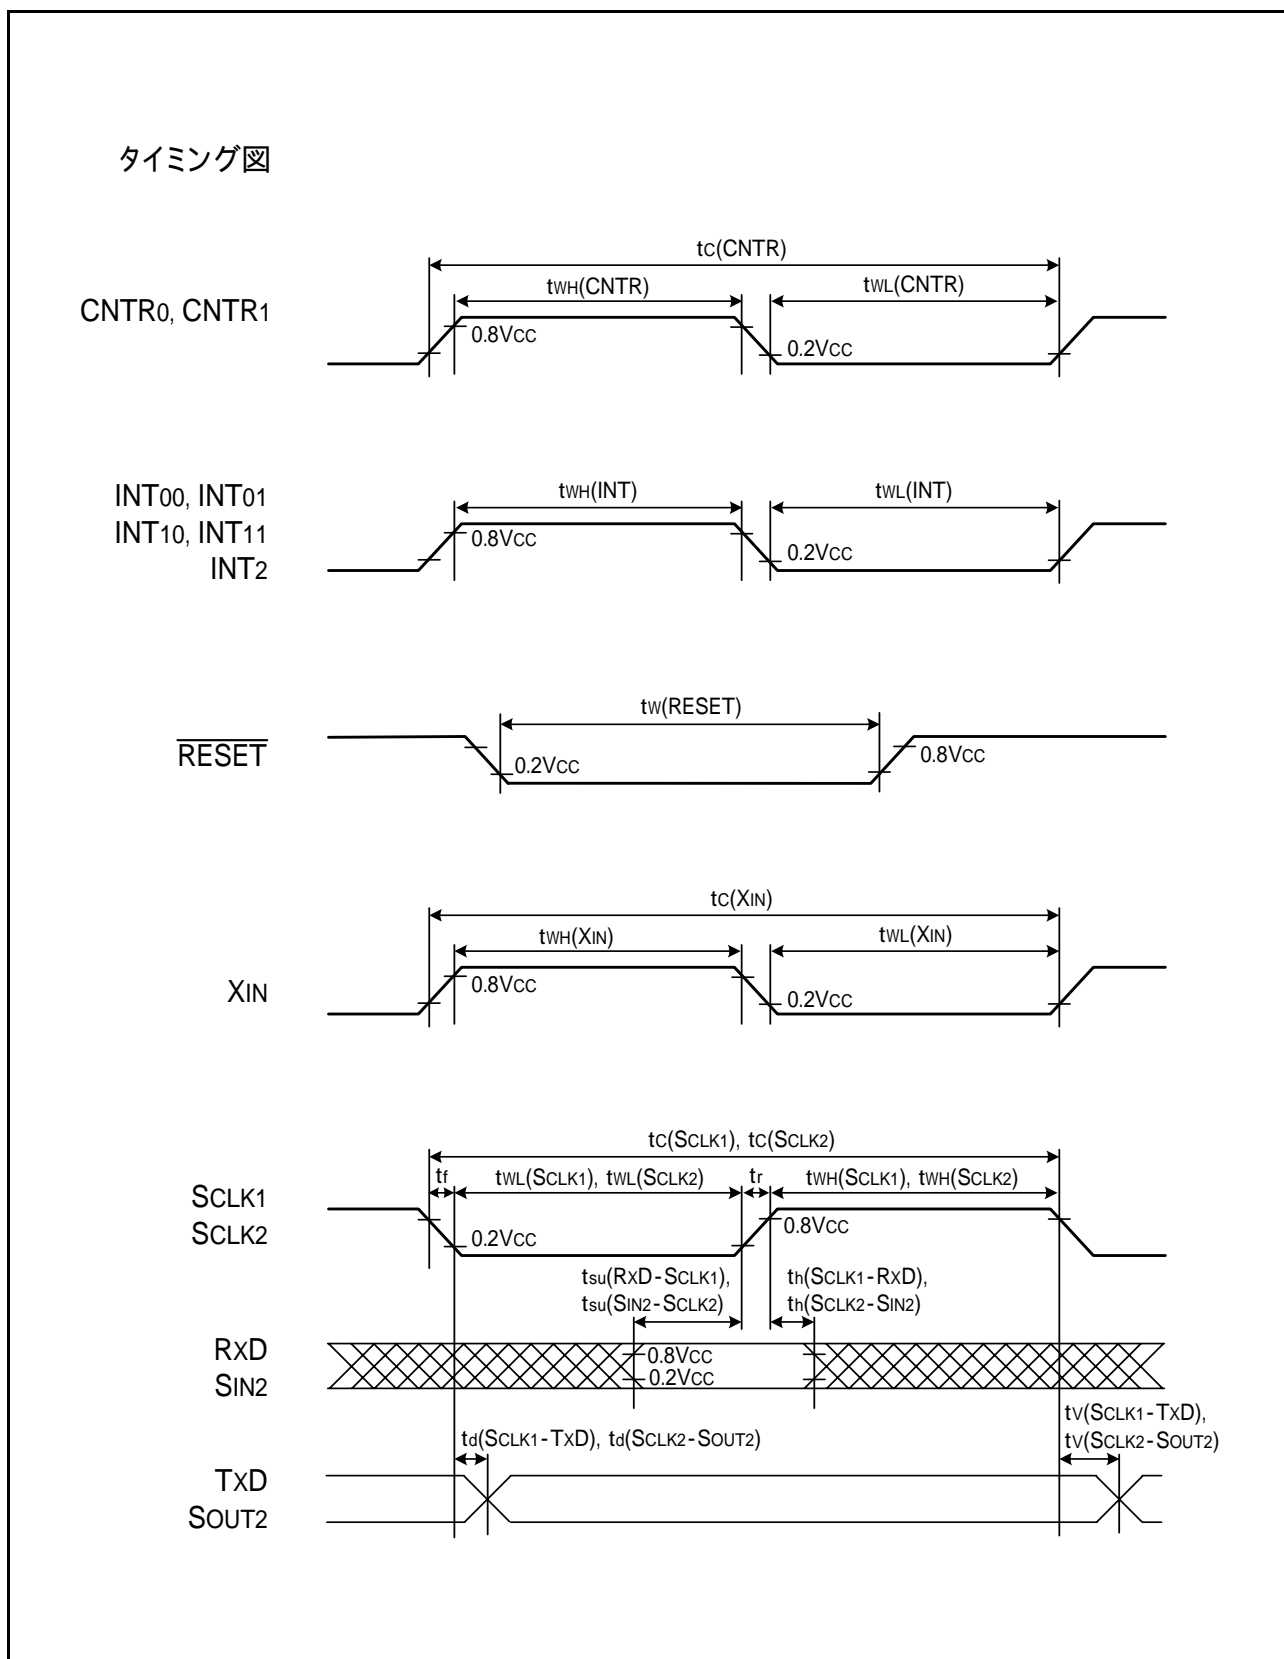 タイミング図
tC(CNTR)
tWH(CNTR)
tWL(CNTR)
CNTR0, CNTR1
0.8VCC
0.2VCC
INT00, INT01
INT10, INT11
INT2
tWH(INT)
tWL(INT)
0.8VCC
0.2VCC
tW(RESET)
RESET
0.2VCC
0.8VCC
tC(XIN)
tWH(XIN)
tWL(XIN)
XIN
0.8VCC
0.2VCC
tC(SCLK1), tC(SCLK2)
tf
tWL(SCLK1), tWL(SCLK2)
tr
tWH(SCLK1), tWH(SCLK2)
SCLK1
SCLK2
0.2VCC
0.8VCC
tsu(RXD-SCLK1),
tsu(SIN2-SCLK2)
th(SCLK1-RXD),
th(SCLK2-SIN2)
RXD
SIN2
0.8VCC
0.2VCC
td(SCLK1-TXD), td(SCLK2-SOUT2)
tV(SCLK1-TXD),
tV(SCLK2-SOUT2)
TXD
SOUT2